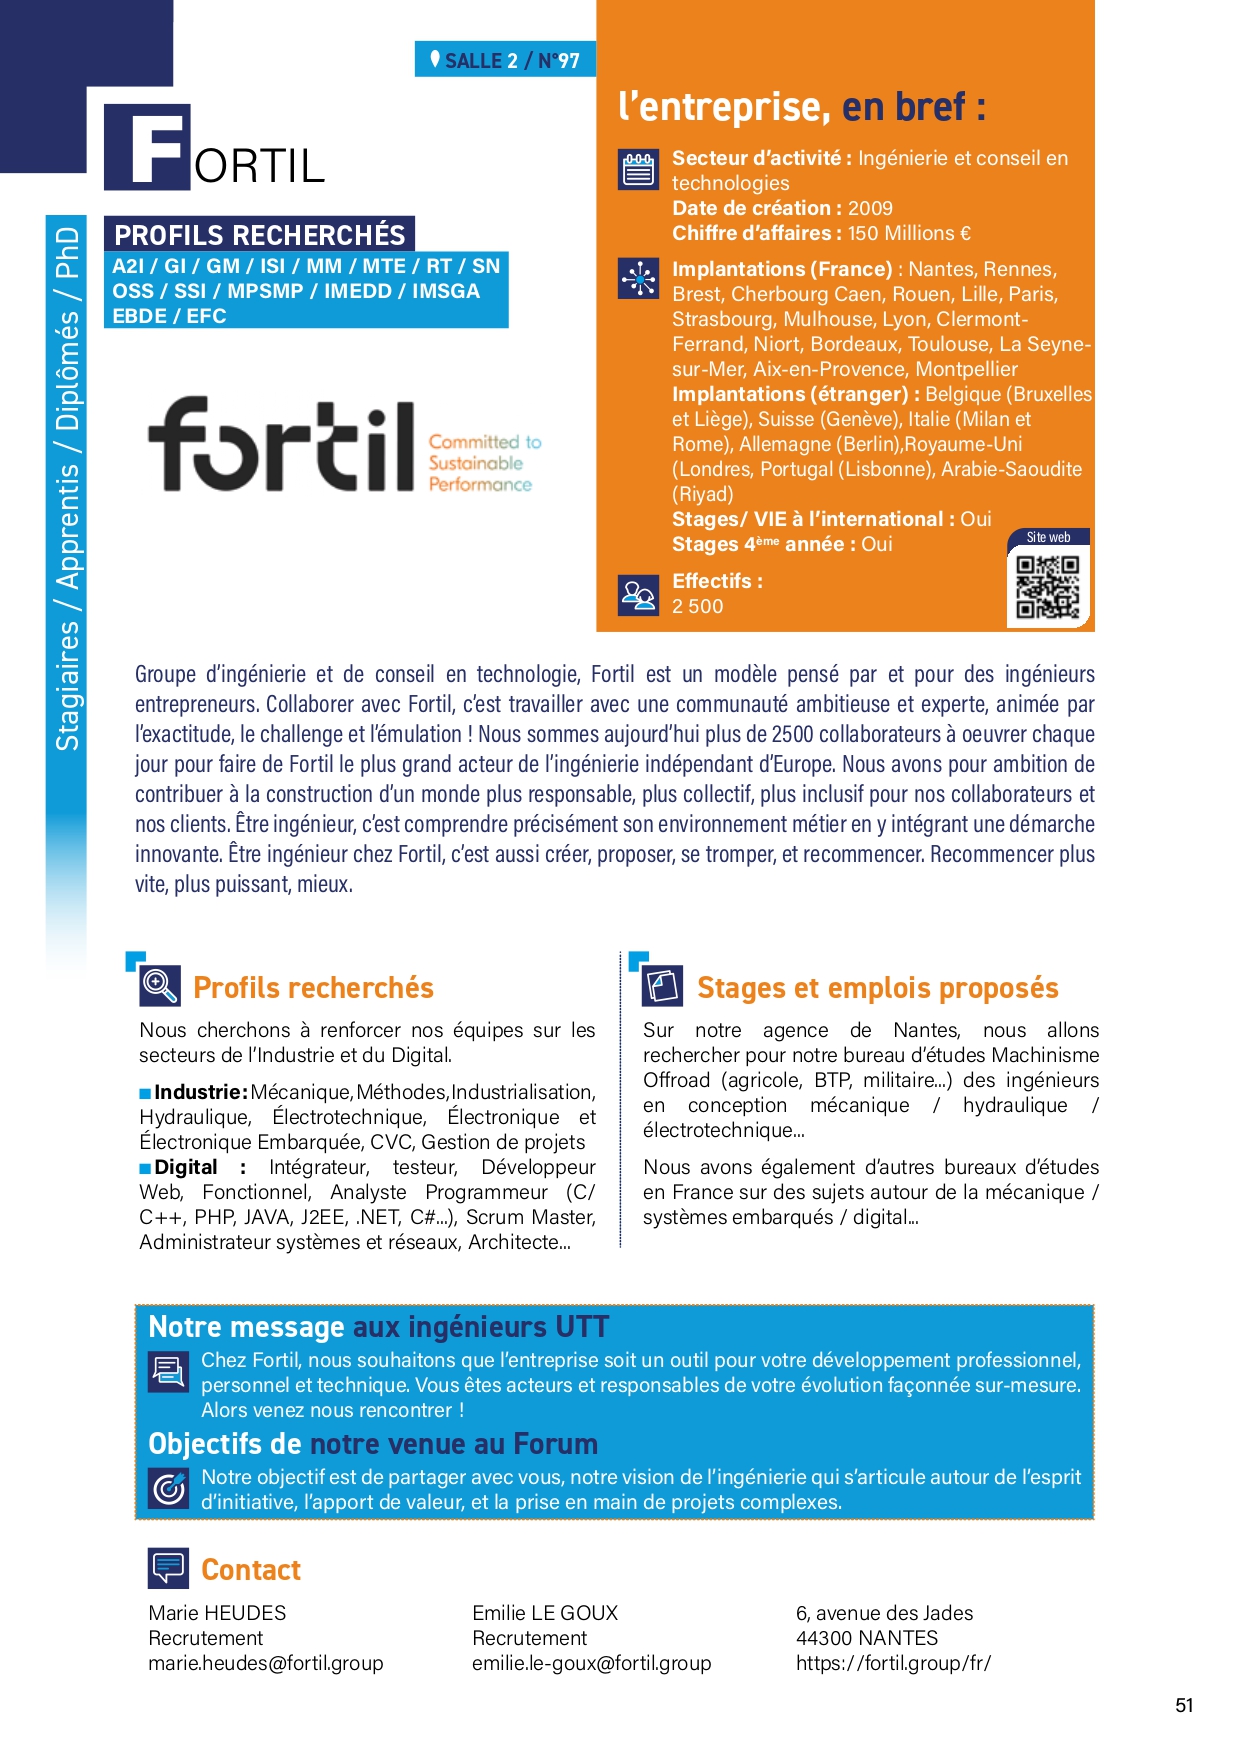 SALLE 2 / N°97
FORTIL
PROFILS RECHERCHÉS
A2I / GI / GM / ISI / MM / MTE / RT / SN
OSS / SSI / MPSMP / IMEDD / IMSGA
EBDE / EFC
Stagiaires / Apprentis / Diplômés / PhD
fortil
Committed to
Sustainable
Performance
l'entreprise, en bref :
Secteur d'activité : Ingénierie et conseil en
technologies
Date de création : 2009
Chiffre d'affaires : 150 Millions €
Implantations (France) : Nantes, Rennes,
Brest, Cherbourg Caen, Rouen, Lille, Paris,
Strasbourg, Mulhouse, Lyon, Clermont-
Ferrand, Niort, Bordeaux, Toulouse, La Seyne-
sur-Mer, Aix-en-Provence, Montpellier
Implantations (étranger) : Belgique (Bruxelles
et Liège), Suisse (Genève), Italie (Milan et
Rome), Allemagne (Berlin),Royaume-Uni
(Londres, Portugal (Lisbonne), Arabie-Saoudite
(Riyad)
Stages/ VIE à l'international : Oui
Stages 4ème année : Oui
Site web
Effectifs :
2 500
Groupe d'ingénierie et de conseil en technologie, Fortil est un modèle pensé par et pour des ingénieurs
entrepreneurs. Collaborer avec Fortil, c'est travailler avec une communauté ambitieuse et experte, animée par
l'exactitude, le challenge et l'émulation ! Nous sommes aujourd'hui plus de 2500 collaborateurs à oeuvrer chaque
jour pour faire de Fortil le plus grand acteur de l'ingénierie indépendant d'Europe. Nous avons pour ambition de
contribuer à la construction d'un monde plus responsable, plus collectif, plus inclusif pour nos collaborateurs et
nos clients. Être ingénieur, c'est comprendre précisément son environnement métier en y intégrant une démarche
innovante. Être ingénieur chez Fortil, c'est aussi créer, proposer, se tromper, et recommencer. Recommencer plus
vite, plus puissant, mieux.
Profils recherchés
Nous cherchons à renforcer nos équipes sur les
secteurs de l'Industrie et du Digital.
Industrie : Mécanique, Méthodes, Industrialisation,
Hydraulique, Électrotechnique, Électronique et
Électronique Embarquée, CVC, Gestion de projets
Digital : Intégrateur, testeur, Développeur
Web, Fonctionnel, Analyste Programmeur (C/
C++, PHP, JAVA, J2EE, .NET, C#...), Scrum Master,
Administrateur systèmes et réseaux, Architecte...
Stages et emplois proposés
Sur notre agence de Nantes, nous allons
rechercher pour notre bureau d'études Machinisme
Offroad (agricole, BTP, militaire...) des ingénieurs
en conception mécanique / hydraulique /
électrotechnique...
Nous avons également d'autres bureaux d'études
en France sur des sujets autour de la mécanique /
systèmes embarqués / digital...
Notre message aux ingénieurs UTT
Chez Fortil, nous souhaitons que l'entreprise soit un outil pour votre développement professionnel,
personnel et technique. Vous êtes acteurs et responsables de votre évolution façonnée sur-mesure.
Alors venez nous rencontrer !
Objectifs de notre venue au Forum
Notre objectif est de partager avec vous, notre vision de l'ingénierie qui s'articule autour de l'esprit
d'initiative, l'apport de valeur, et la prise en main de projets complexes.
Contact
Marie HEUDES
Recrutement
marie.heudes@fortil.group
Emilie LE GOUX
Recrutement
emilie.le-goux@fortil.group
6, avenue des Jades
44300 NANTES
https://fortil.group/fr/
51